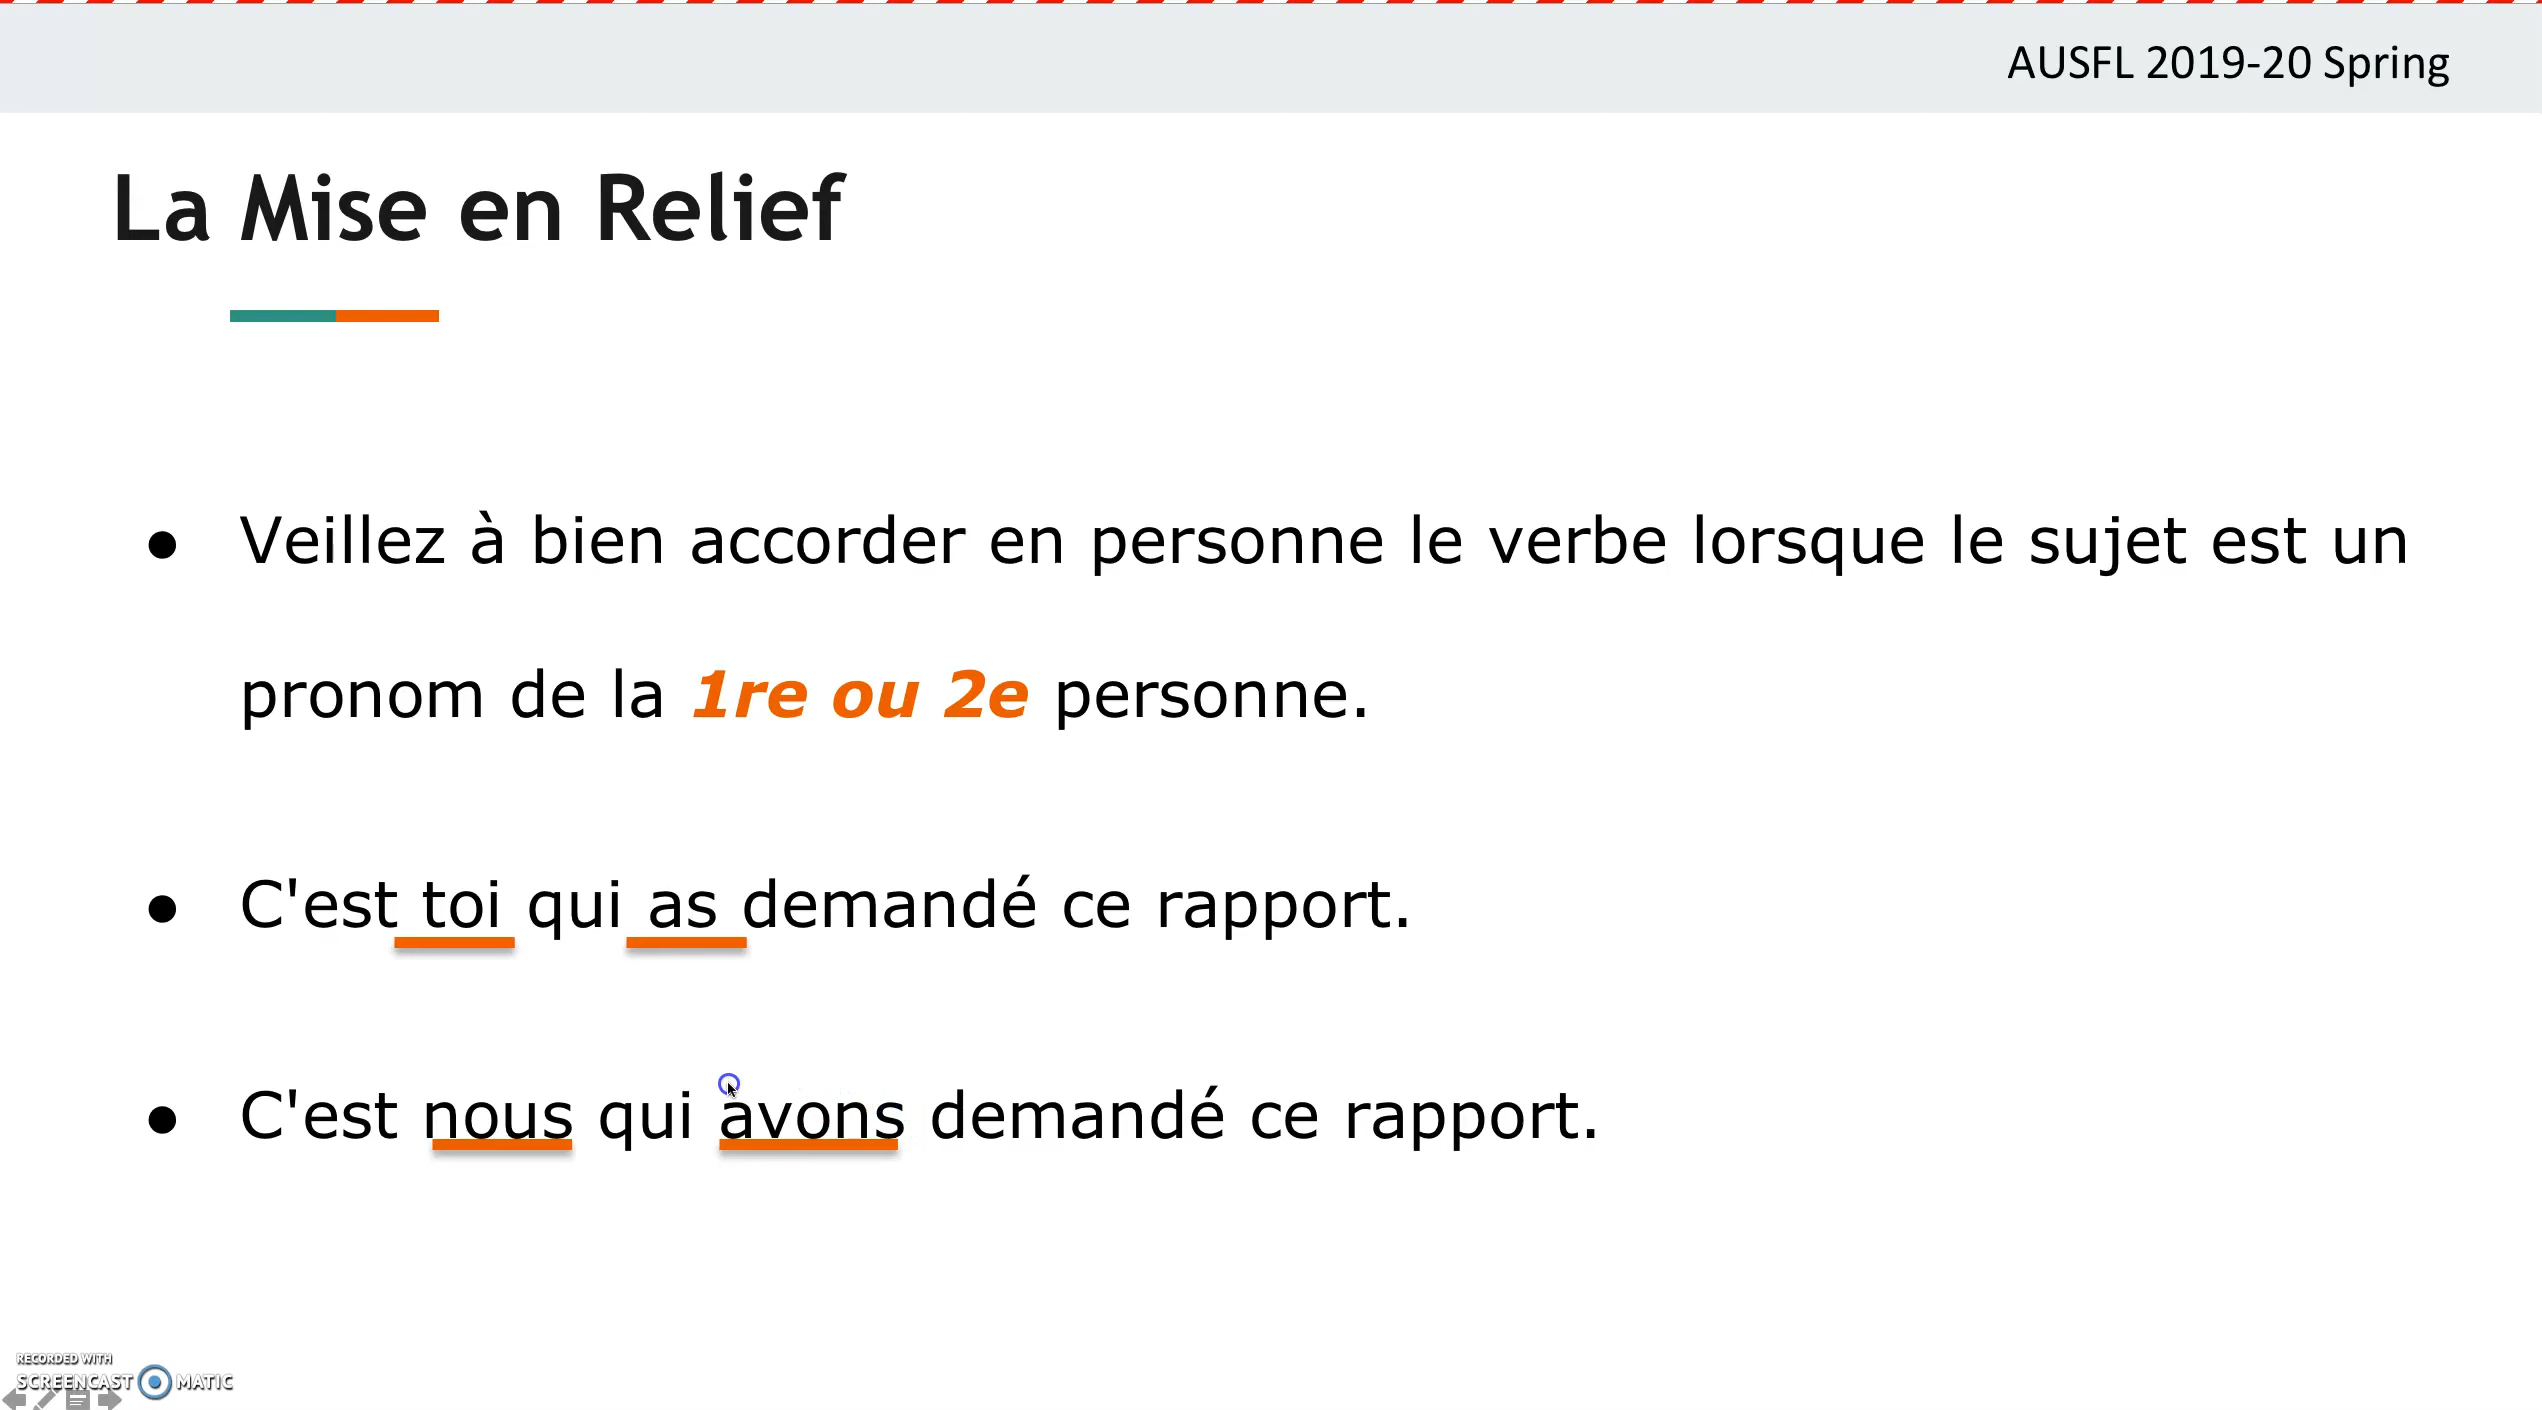 AUSFL 2019-20 Spring
La Mise en Relief
● Veillez à bien accorder en personne le verbe lorsque le sujet est un
pronom de la 1re ou 2e personne.
● C'est toi qui as demandé ce rapport.
● C'est nous qui avons demandé ce rapport.
RECORDED WITH
SCREENCAST MATIC